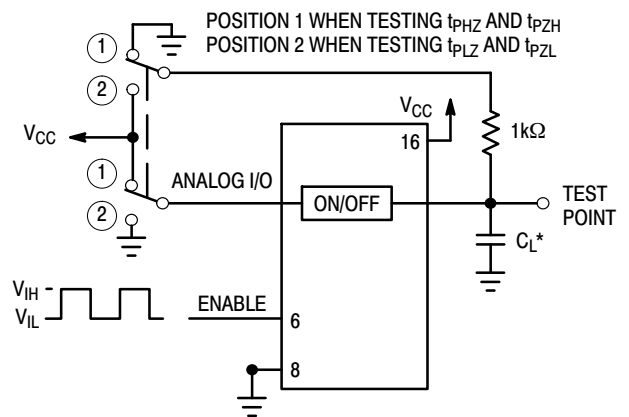 POSITION 1 WHEN TESTING tPHZ AND tPZH
POSITION 2 WHEN TESTING tPLZ AND tPZL
1
2
VCC
VCC
16
1kΩ
1
2
ANALOG I/O
ON/OFF
TEST
POINT
CL*
VIH
VIL
ENABLE
6
8